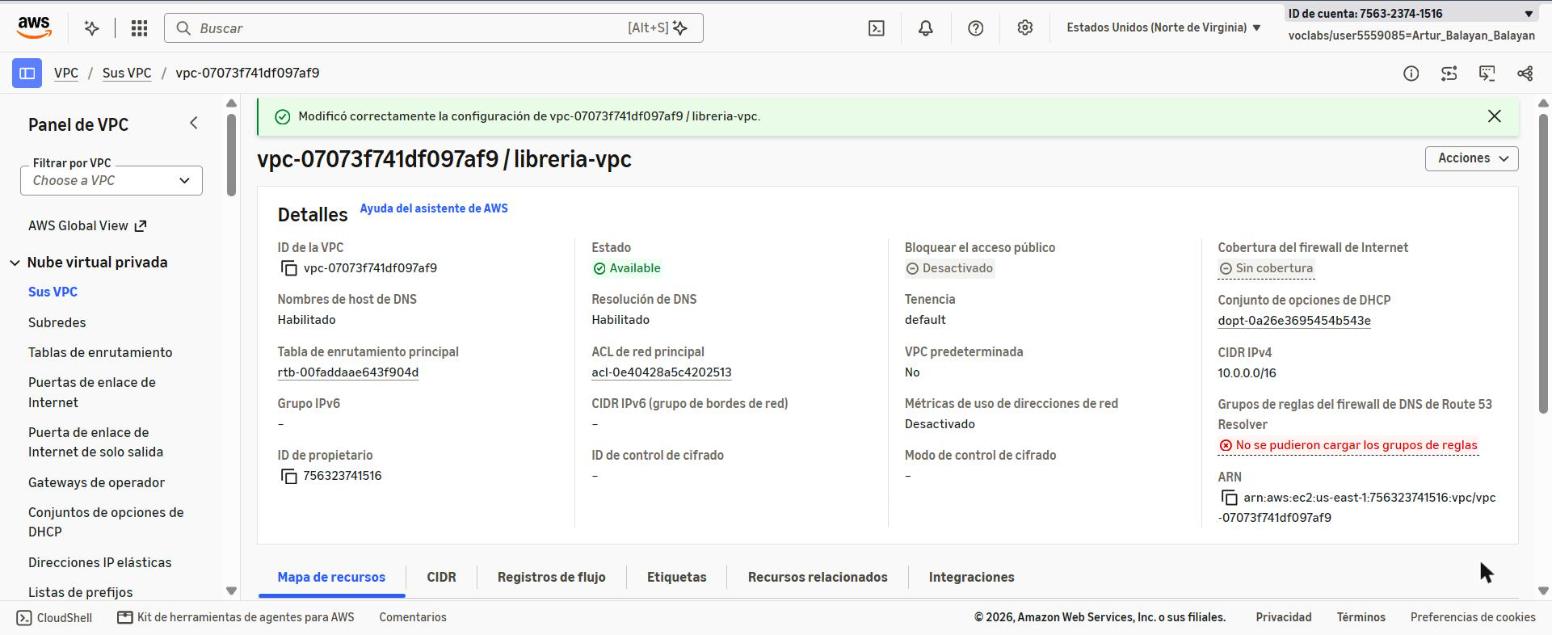 aws
Buscar
[Alt+S]
Estados Unidos (Norte de Virginia)
ID de cuenta: 7563-2374-1516
voclabs/user5559085=Artur_Balayan_Balayan
VPC / Sus VPC / vpc-07073f741df097af9
Panel de VPC
Filtrar por VPC
Choose a VPC
AWS Global View
Nube virtual privada
Sus VPC
Subredes
Tablas de enrutamiento
Puertas de enlace de
Internet
Puerta de enlace de
Internet de solo salida
Gateways de operador
Conjuntos de opciones de
DHCP
Direcciones IP elásticas
Listas de prefijos
Modificó correctamente la configuración de vpc-07073f741df097af9 / libreria-vpc.
vpc-07073f741df097af9 / libreria-vpc
Acciones
Detalles
Ayuda del asistente de AWS
ID de la VPC
vpc-07073f741df097af9
Estado
Available
Bloquear el acceso público
Desactivado
Cobertura del firewall de Internet
Sin cobertura
Nombres de host de DNS
Habilitado
Resolución de DNS
Habilitado
Tenencia
default
Conjunto de opciones de DHCP
dopt-0a26e3695454b543e
Tabla de enrutamiento principal
rtb-00faddaae643f904d
ACL de red principal
acl-0e40428a5c4202513
VPC predeterminada
No
CIDR IPv4
10.0.0.0/16
Grupo IPv6
–
CIDR IPv6 (grupo de bordes de red)
–
Métricas de uso de direcciones de red
Desactivado
Grupos de reglas del firewall de DNS de Route 53
Resolver
No se pudieron cargar los grupos de reglas
ID de propietario
756323741516
ID de control de cifrado
–
Modo de control de cifrado
–
ARN
arn:aws:ec2:us-east-1:756323741516:vpc/vpc
-07073f741df097af9
Mapa de recursos
CIDR
Registros de flujo
Etiquetas
Recursos relacionados
Integraciones
CloudShell
Kit de herramientas de agentes para AWS
Comentarios
© 2026, Amazon Web Services, Inc. o sus filiales.
Privacidad
Términos
Preferencias de cookies